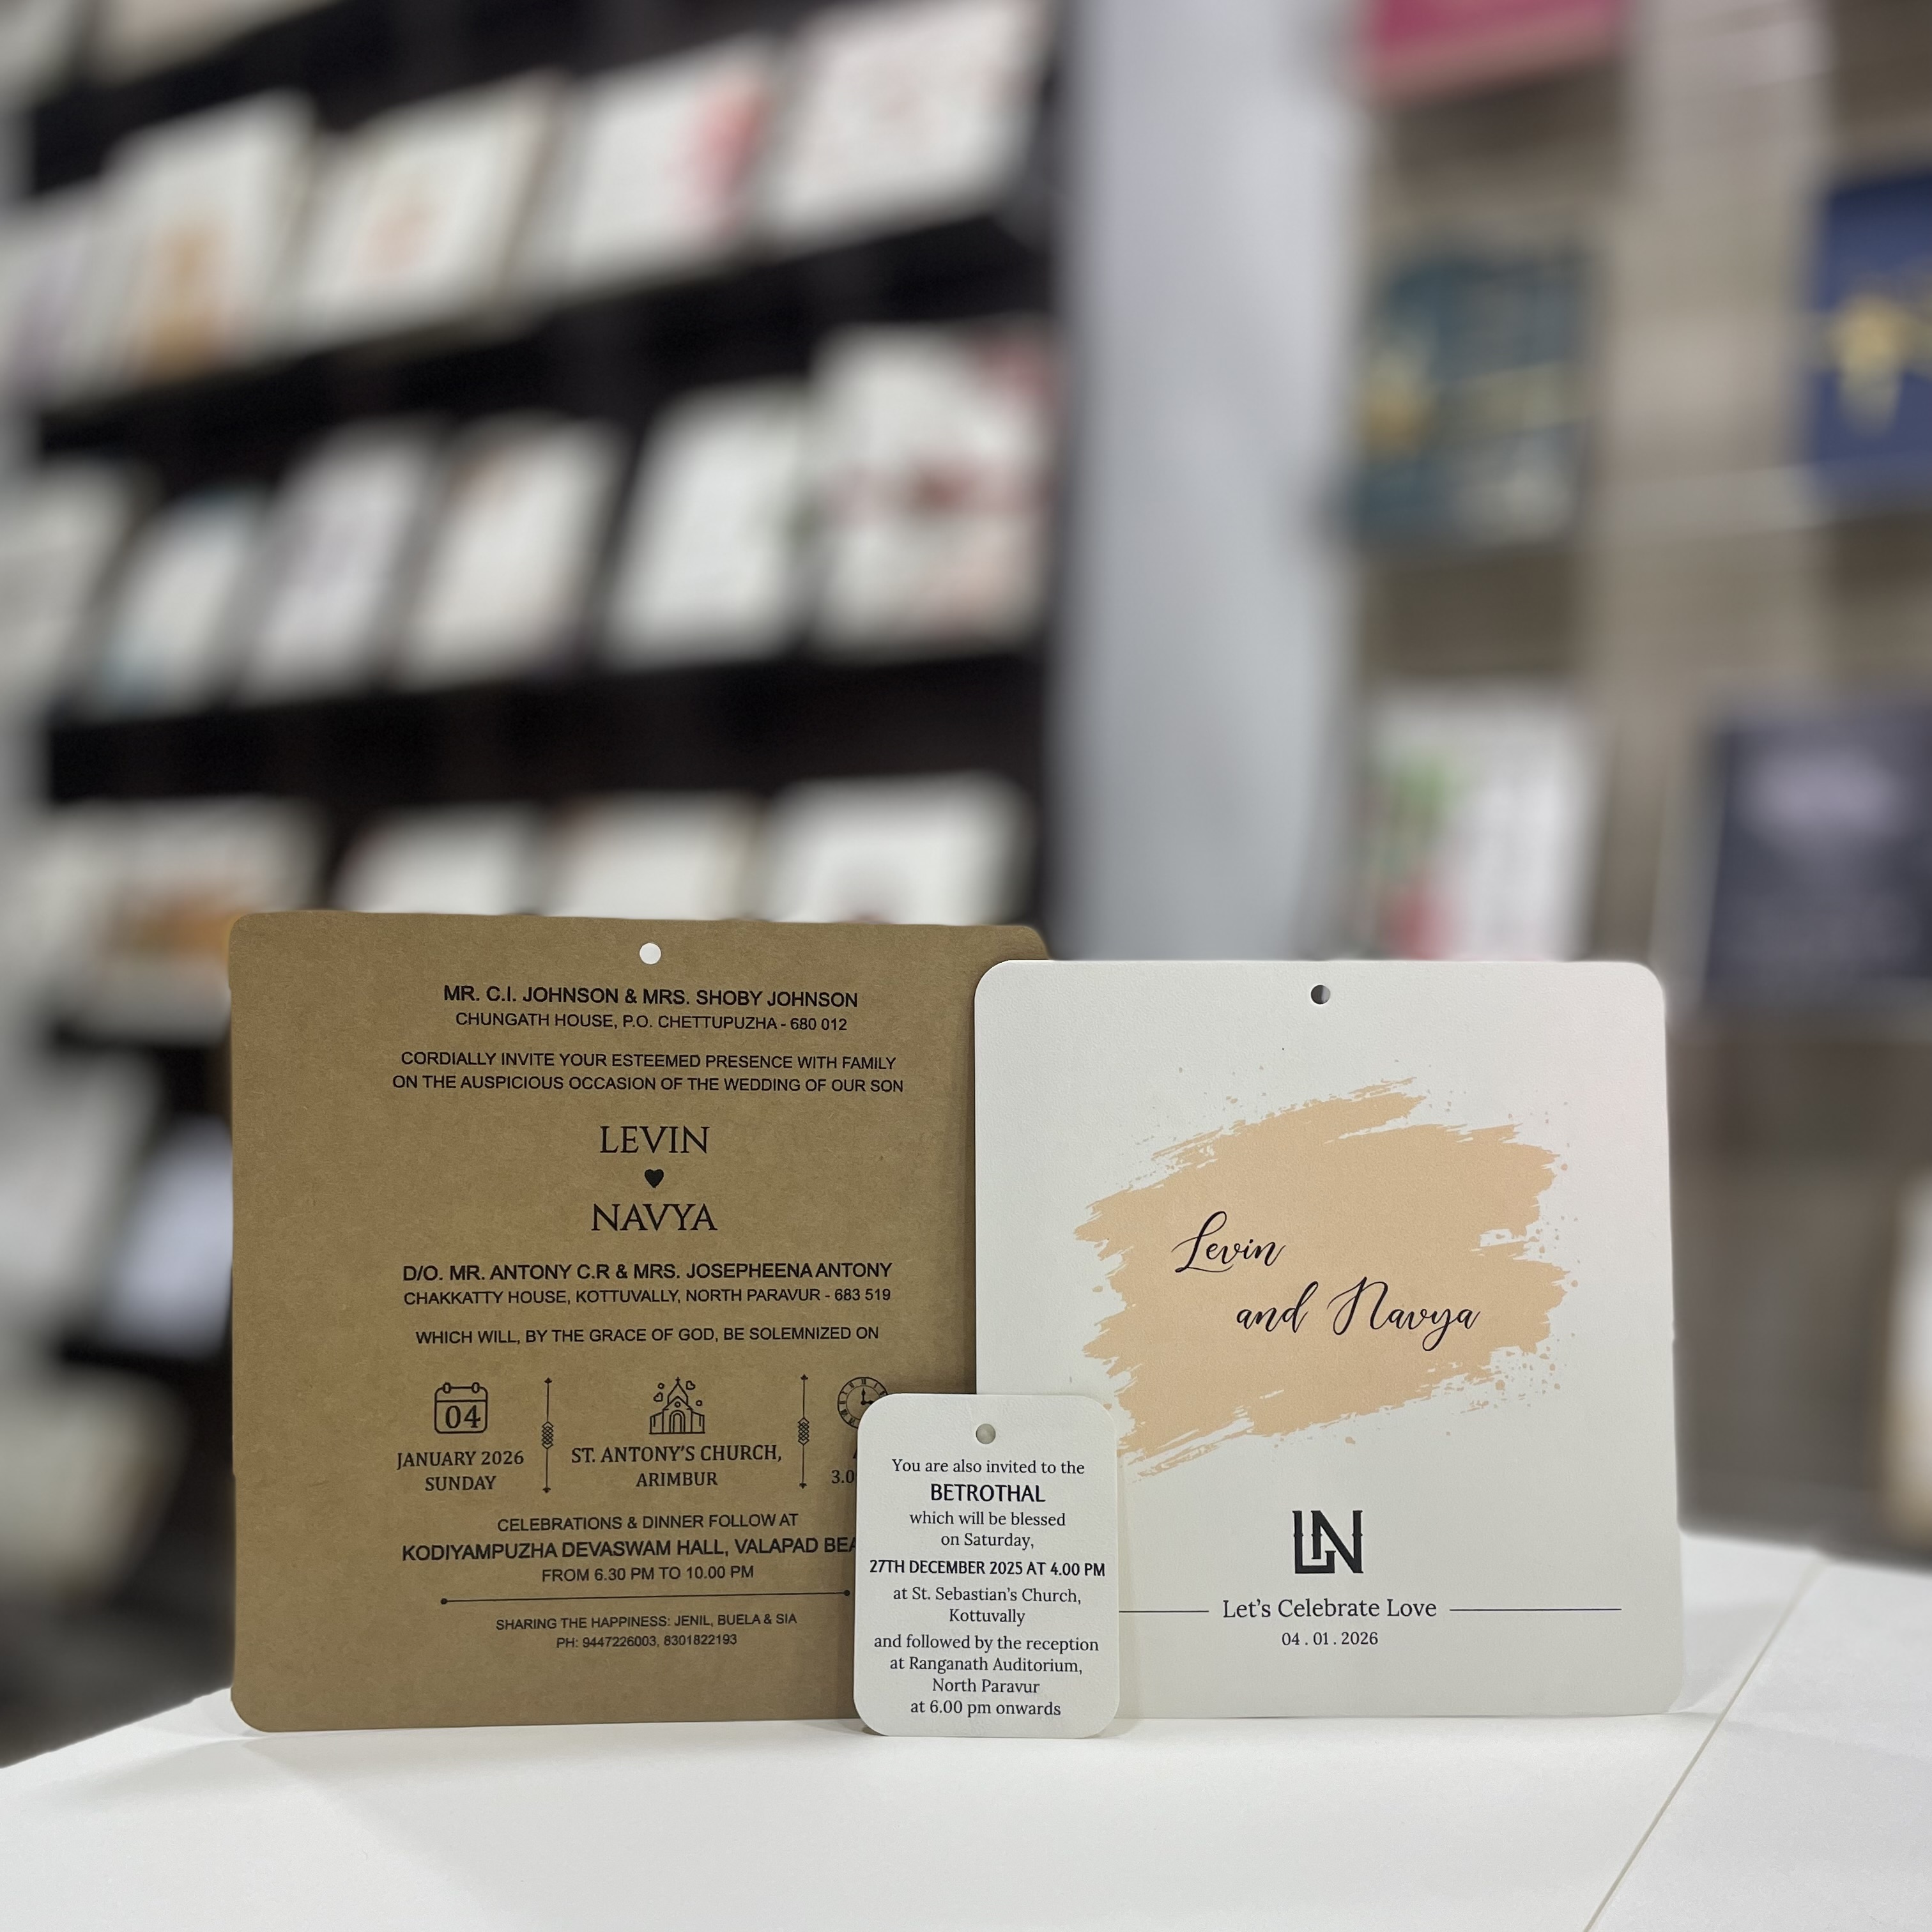 MR. C.I. JOHNSON & MRS. SHOBY JOHNSON
CHUNGATH HOUSE, P.O. CHETTUPUZHA - 680 012
CORDIALLY INVITE YOUR ESTEEMED PRESENCE WITH FAMILY
ON THE AUSPICIOUS OCCASION OF THE WEDDING OF OUR SON
LEVIN
NAVYA
D/O. MR. ANTONY C.R & MRS. JOSEPHEENA ANTONY
CHAKKATTY HOUSE, KOTTUVALLY, NORTH PARAVUR - 683 519
WHICH WILL, BY THE GRACE OF GOD, BE SOLEMNIZED ON
04
JANUARY 2026
SUNDAY
ST. ANTONY'S CHURCH,
ARIMBUR
3.0
CELEBRATIONS & DINNER FOLLOW AT
KODIYAMPUZHA DEVASWAM HALL, VALAPAD
FROM 6.30 PM TO 10.00 PM
SHARING THE HAPPINESS: JENIL, BUELA & SIA
PH: 9447226003, 8301822193
You are also invited to the
BETROTHAL
which will be blessed
on Saturday,
27TH DECEMBER 2025 AT 4.00 PM
at St. Sebastian's Church,
Kottuvally
and followed by the reception
at Ranganath Auditorium,
North Paravur
at 6.00 pm onwards
Levin
and Navya
LN
Let's Celebrate Love
04 . 01 . 2026